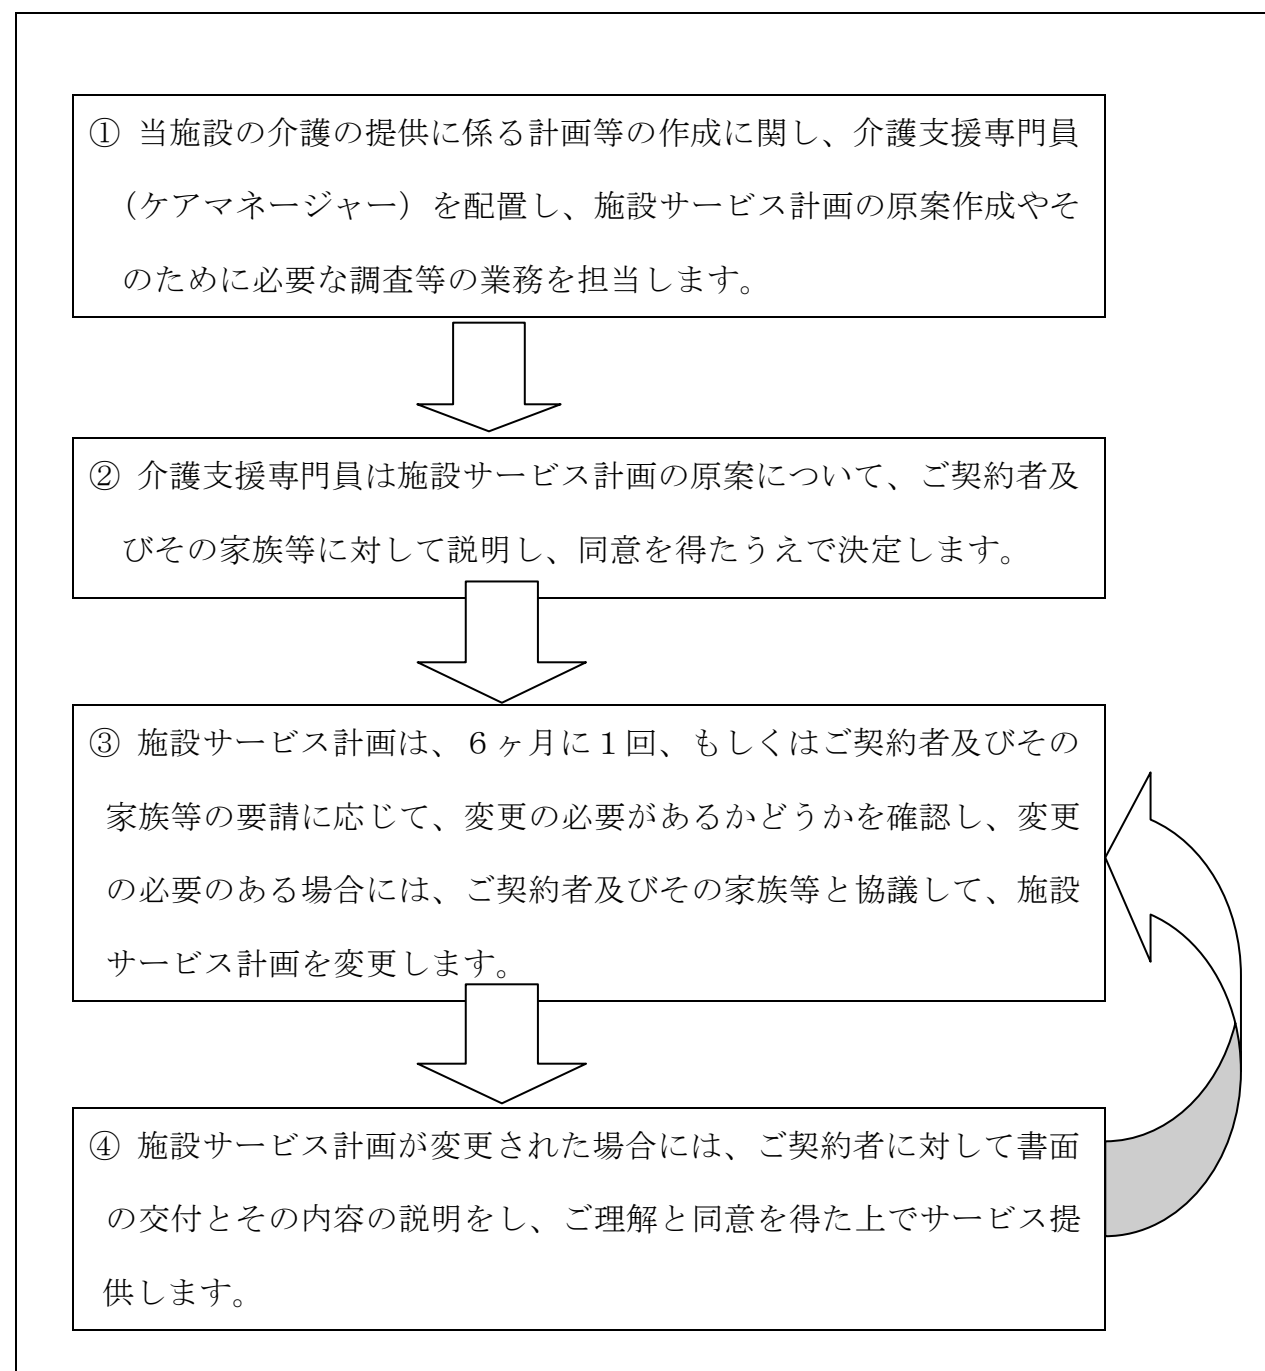 ① 当施設の介護の提供に係る計画等の作成に関し、介護支援専門員
（ケアマネージャー）を配置し、施設サービス計画の原案作成やそ
のために必要な調査等の業務を担当します。
② 介護支援専門員は施設サービス計画の原案について、ご契約者及
びその家族等に対して説明し、同意を得たうえで決定します。
③ 施設サービス計画は、６ヶ月に１回、もしくはご契約者及びその
家族等の要請に応じて、変更の必要があるかどうかを確認し、変更
の必要のある場合には、ご契約者及びその家族等と協議して、施設
サービス計画を変更します。
④ 施設サービス計画が変更された場合には、ご契約者に対して書面
の交付とその内容の説明をし、ご理解と同意を得た上でサービス提
供します。